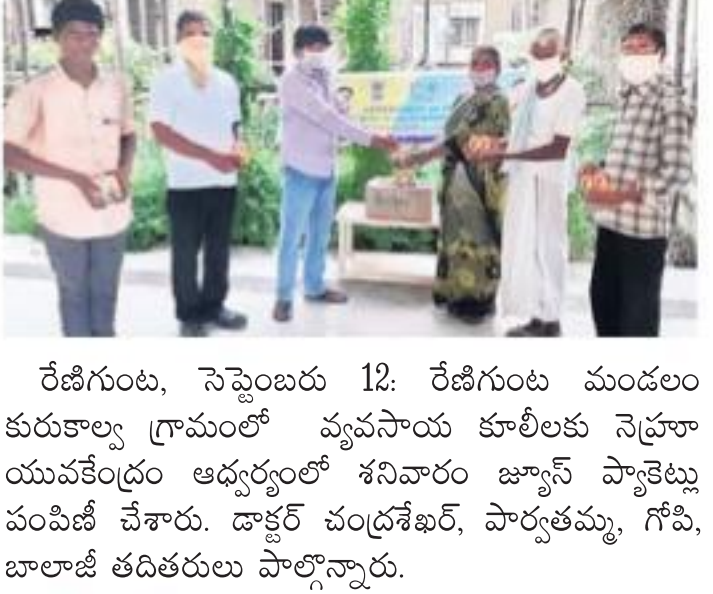 రేణిగుంట, సెప్టెంబరు 12: రేణిగుంట మండలం
కురుకాల్వ గ్రామంలో వ్యవసాయ కూలీలకు నెహ్రూ
యువకేంద్రం ఆధ్వర్యంలో శనివారం జ్యూస్ ప్యాకెట్లు
పంపిణీ చేశారు. డాక్టర్ చంద్రశేఖర్, పార్వతమ్మ, గోపి,
బాలాజీ తదితరులు పాల్గొన్నారు.